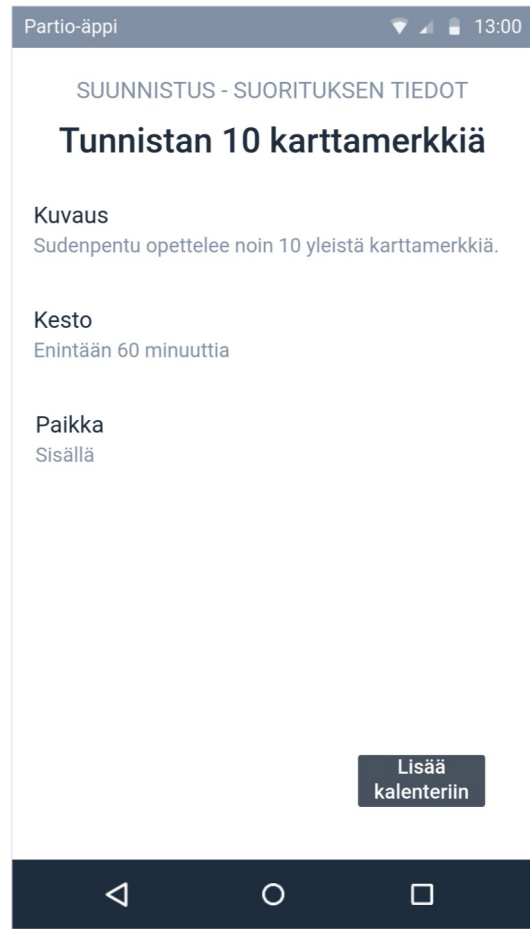 Partio-äppi 13:00
SUUNNISTUS - SUORITUKSEN TIEDOT
Tunnistan 10 karttamerkkiä
Kuvaus
Sudenpentu opettelee noin 10 yleistä karttamerkkiä.
Kesto
Enintään 60 minuuttia
Paikka
Sisällä
Lisää
kalenteriin